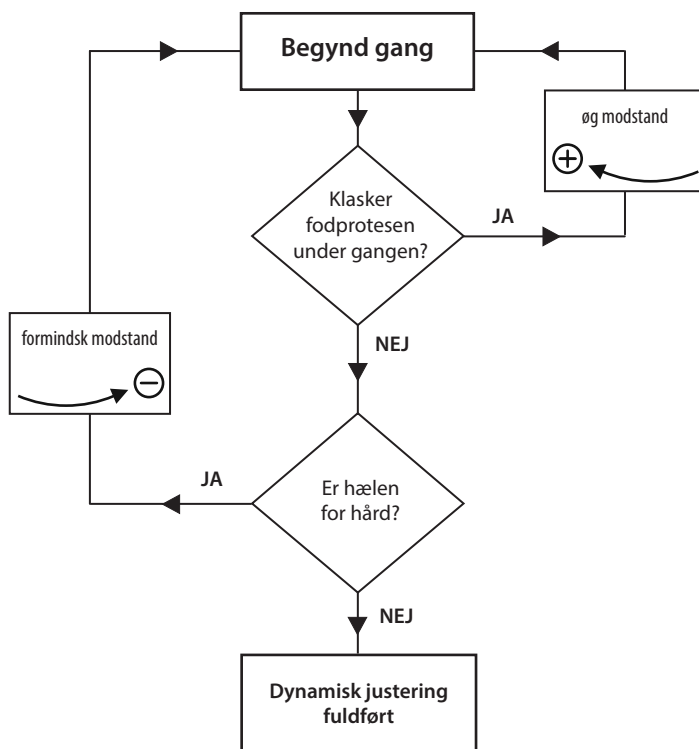 Begynd gang
øg modstand
Klasker
fodprotesen
under gangen?
JA
NEJ
formindsk modstand
JA
Er hælen
for hård?
NEJ
Dynamisk justering
fuldført